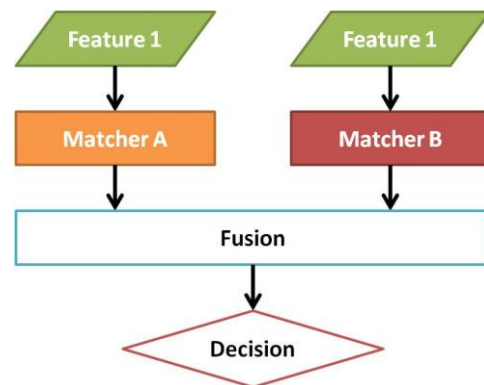 Feature 1
Feature 1
Matcher A
Matcher B
Fusion
Decision